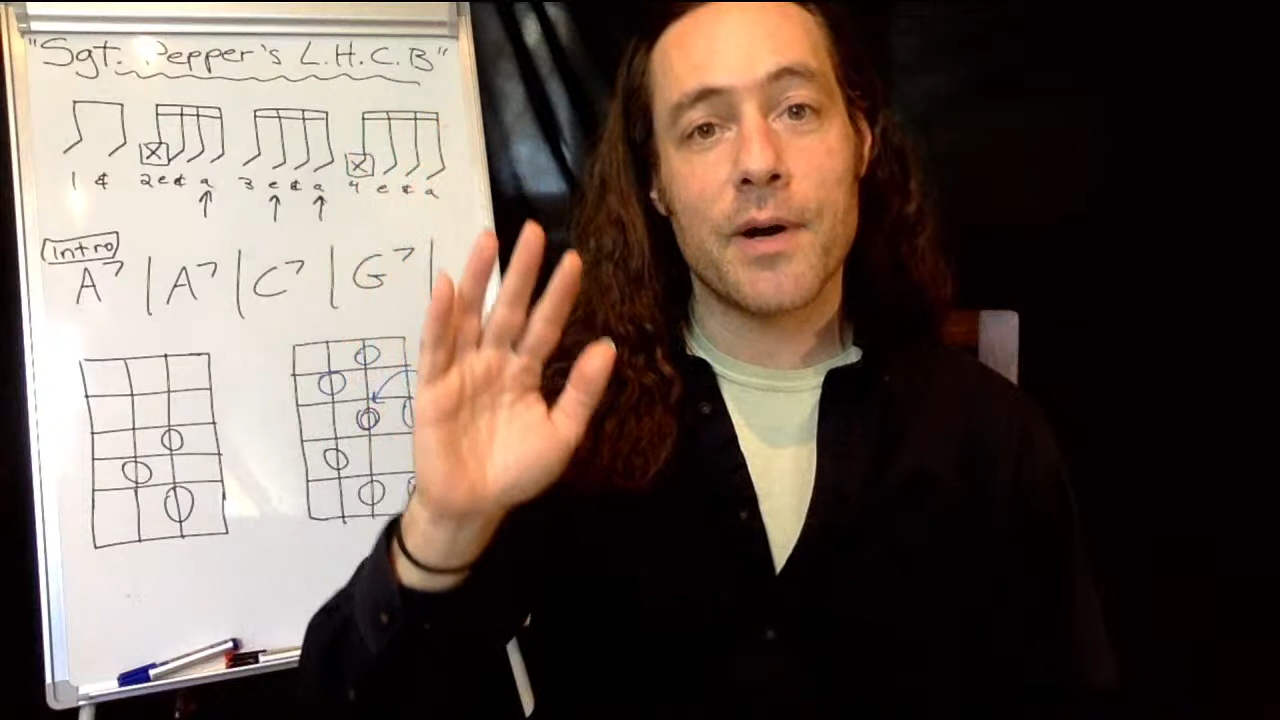 "Sgt. Pepper's L.H.C.B"
1 & 2 e & a 3 e & a 4 e & a
Intro
A7 | A7 | C7 | G7 |